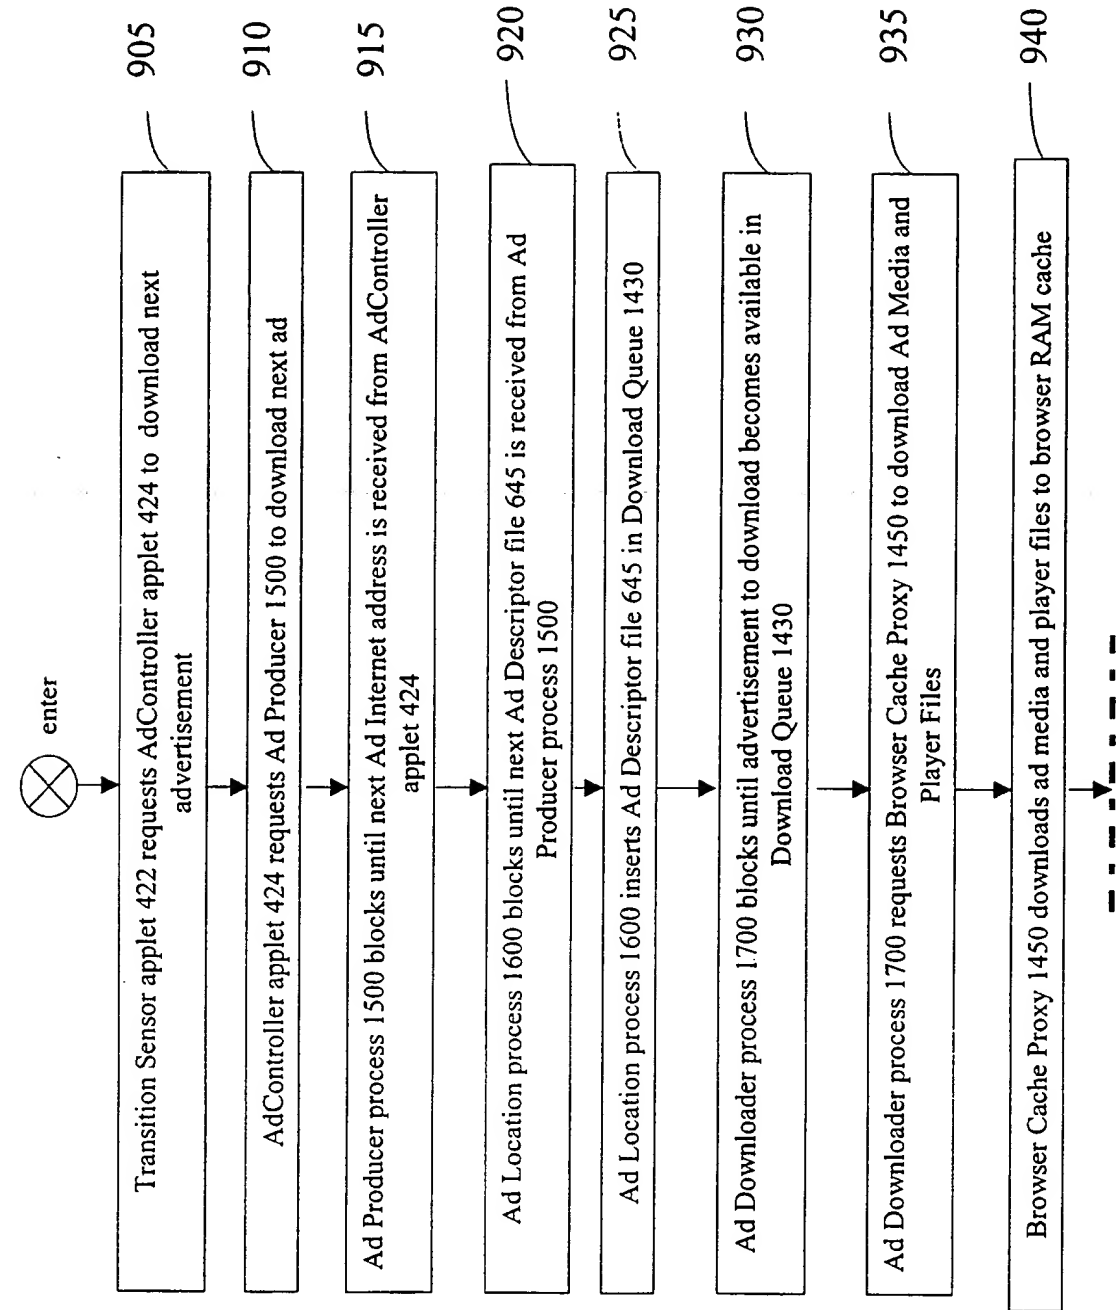 enter
Transition Sensor applet 422 requests AdController applet 424 to download next
advertisement
905
AdController applet 424 requests Ad Producer 1500 to download next ad
910
Ad Producer process 1500 blocks until next Ad Internet address is received from AdController
applet 424
915
Ad Location process 1600 blocks until next Ad Descriptor file 645 is received from Ad
Producer process 1500
920
Ad Location process 1600 inserts Ad Descriptor file 645 in Download Queue 1430
925
Ad Downloader process 1700 blocks until advertisement to download becomes available in
Download Queue 1430
930
Ad Downloader process 1700 requests Browser Cache Proxy 1450 to download Ad Media and
Player Files
935
Browser Cache Proxy 1450 downloads ad media and player files to browser RAM cache
940